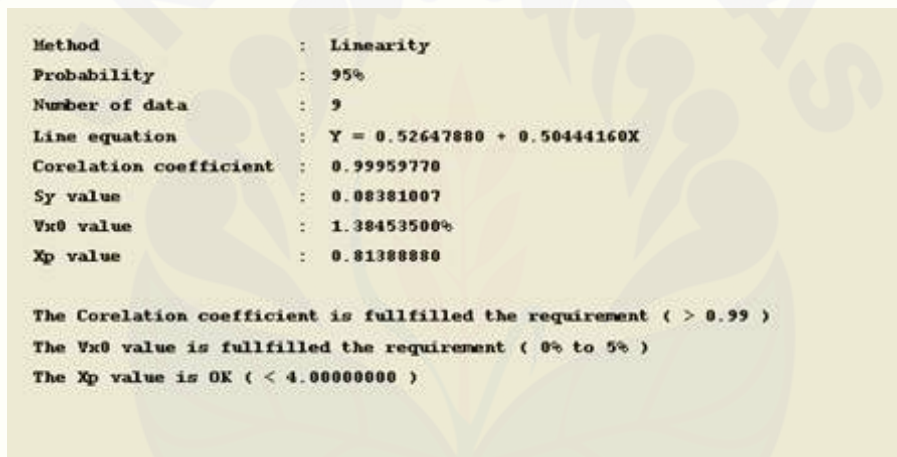 Method : Linearity
Probability : 95%
Number of data : 9
Line equation : Y = 0.52647880 + 0.50444160X
Corelation coefficient : 0.99959770
Sy value : 0.08381007
Vx0 value : 1.38453500%
Xp value : 0.81388880
The Corelation coefficient is fullfilled the requirement ( > 0.99 )
The Vx0 value is fullfilled the requirement ( 0% to 5% )
The Xp value is OK ( < 4.00000000 )